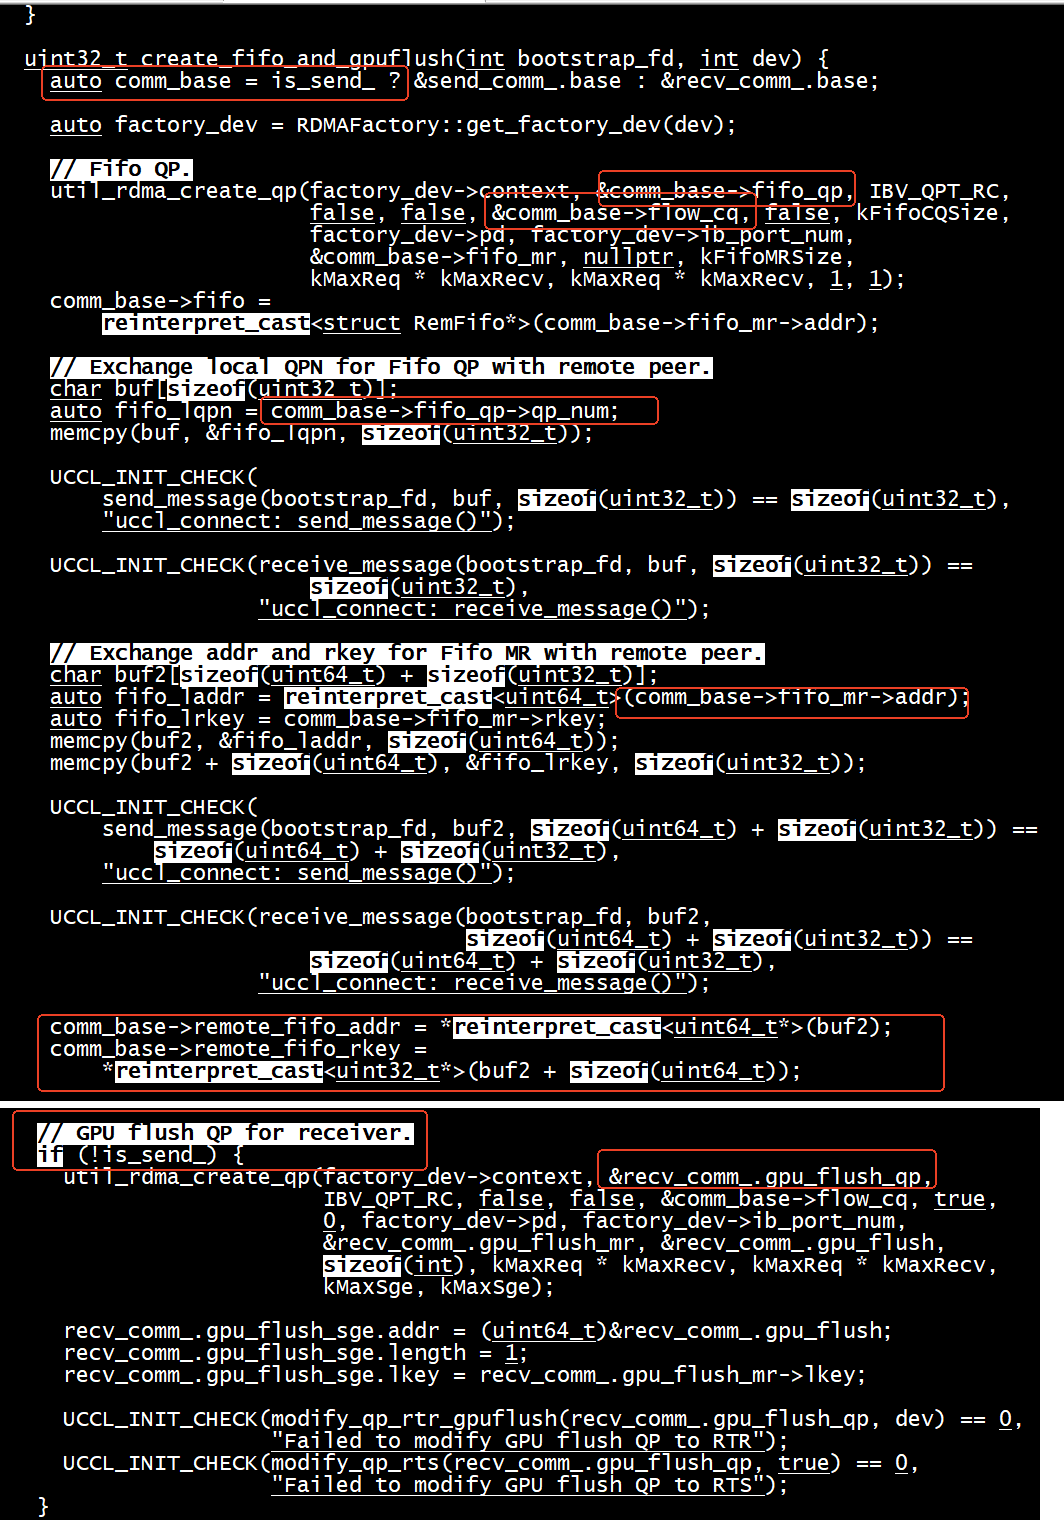 }
uint32_t create_fifo_and_gpuflush(int bootstrap_fd, int dev) {
  auto comm_base = is_send_ ? &send_comm_.base : &recv_comm_.base;
  auto factory_dev = RDMAFactory::get_factory_dev(dev);
  // Fifo QP.
  util_rdma_create_qp(factory_dev->context, &comm_base->fifo_qp, IBV_QPT_RC,
                      false, false, &comm_base->flow_cq, false, kFifoCQSize,
                      factory_dev->pd, factory_dev->ib_port_num,
                      &comm_base->fifo_mr, nullptr, kFifoMRSize,
                      kMaxReq * kMaxRecv, kMaxReq * kMaxRecv, 1, 1);
  comm_base->fifo =
      reinterpret_cast<struct RemFifo*>(comm_base->fifo_mr->addr);
  // Exchange local QPN for Fifo QP with remote peer.
  char buf[sizeof(uint32_t)];
  auto fifo_lqpn = comm_base->fifo_qp->qp_num;
  memcpy(buf, &fifo_lqpn, sizeof(uint32_t));
  UCCL_INIT_CHECK(
      send_message(bootstrap_fd, buf, sizeof(uint32_t)) == sizeof(uint32_t),
      "uccl_connect: send_message()");
  UCCL_INIT_CHECK(receive_message(bootstrap_fd, buf, sizeof(uint32_t)) ==
                      sizeof(uint32_t),
                  "uccl_connect: receive_message()");
  // Exchange addr and rkey for Fifo MR with remote peer.
  char buf2[sizeof(uint64_t) + sizeof(uint32_t)];
  auto fifo_laddr = reinterpret_cast<uint64_t>(comm_base->fifo_mr->addr);
  auto fifo_lrkey = comm_base->fifo_mr->rkey;
  memcpy(buf2, &fifo_laddr, sizeof(uint64_t));
  memcpy(buf2 + sizeof(uint64_t), &fifo_lrkey, sizeof(uint32_t));
  UCCL_INIT_CHECK(
      send_message(bootstrap_fd, buf2, sizeof(uint64_t) + sizeof(uint32_t)) ==
          sizeof(uint64_t) + sizeof(uint32_t),
      "uccl_connect: send_message()");
  UCCL_INIT_CHECK(receive_message(bootstrap_fd, buf2,
                                  sizeof(uint64_t) + sizeof(uint32_t)) ==
                      sizeof(uint64_t) + sizeof(uint32_t),
                  "uccl_connect: receive_message()");
  comm_base->remote_fifo_addr = *reinterpret_cast<uint64_t*>(buf2);
  comm_base->remote_fifo_rkey =
      *reinterpret_cast<uint32_t*>(buf2 + sizeof(uint64_t));
  // GPU flush QP for receiver.
  if (!is_send_) {
    util_rdma_create_qp(factory_dev->context, &recv_comm_.gpu_flush_qp,
                        IBV_QPT_RC, false, false, &comm_base->flow_cq, true,
                        0, factory_dev->pd, factory_dev->ib_port_num,
                        &recv_comm_.gpu_flush_mr, &recv_comm_.gpu_flush,
                        sizeof(int), kMaxReq * kMaxRecv, kMaxReq * kMaxRecv,
                        kMaxSge, kMaxSge);
    recv_comm_.gpu_flush_sge.addr = (uint64_t)&recv_comm_.gpu_flush;
    recv_comm_.gpu_flush_sge.length = 1;
    recv_comm_.gpu_flush_sge.lkey = recv_comm_.gpu_flush_mr->lkey;
    UCCL_INIT_CHECK(modify_qp_rtr_gpuflush(recv_comm_.gpu_flush_qp, dev) == 0,
                    "Failed to modify GPU flush QP to RTR");
    UCCL_INIT_CHECK(modify_qp_rts(recv_comm_.gpu_flush_qp, true) == 0,
                    "Failed to modify GPU flush QP to RTS");
  }